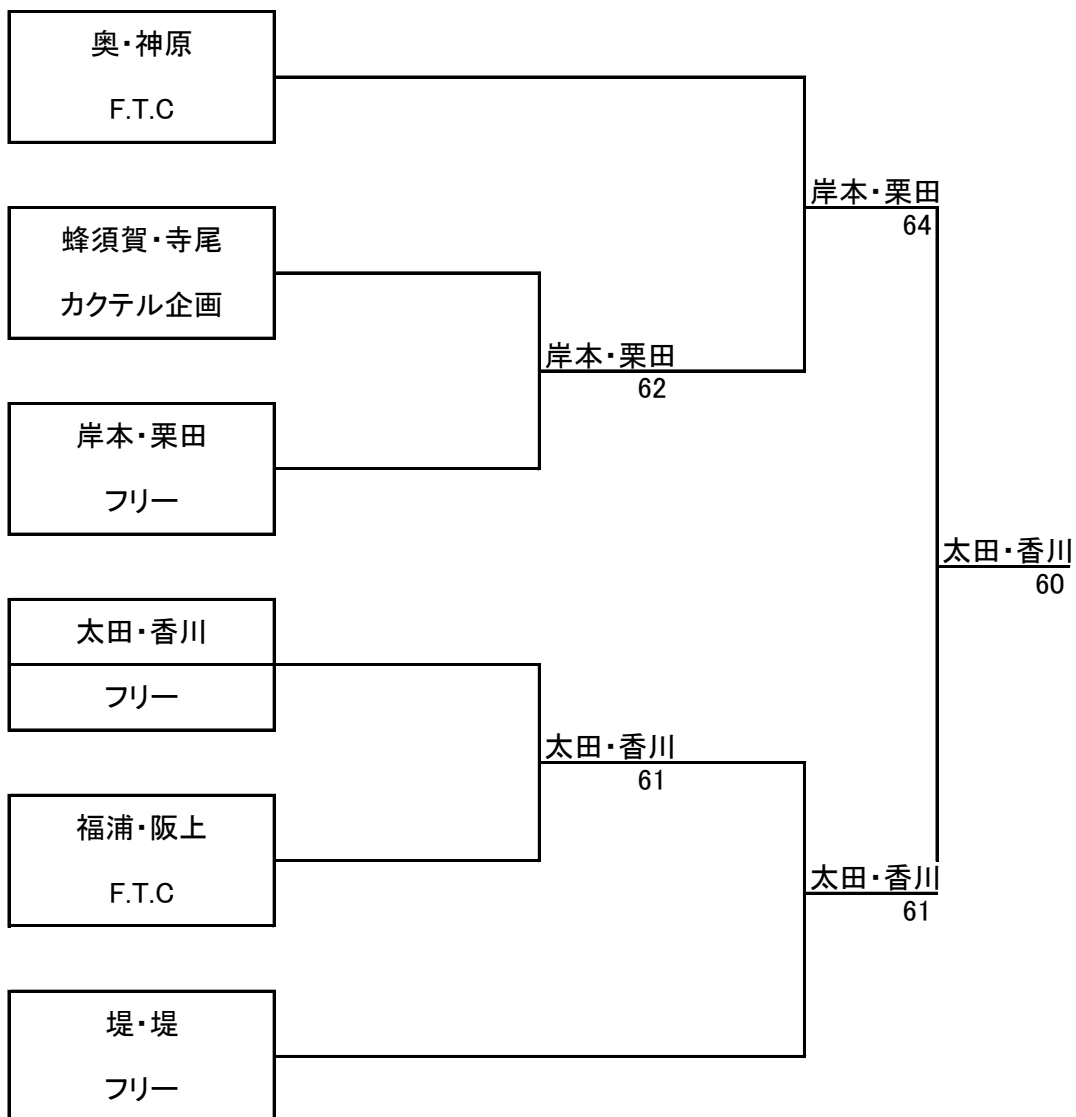 奥・神原
F.T.C
岸本・栗田
64
蜂須賀・寺尾
カクテル企画
岸本・栗田
62
岸本・栗田
フリー
太田・香川
60
太田・香川
フリー
太田・香川
61
福浦・阪上
F.T.C
太田・香川
61
堤・堤
フリー